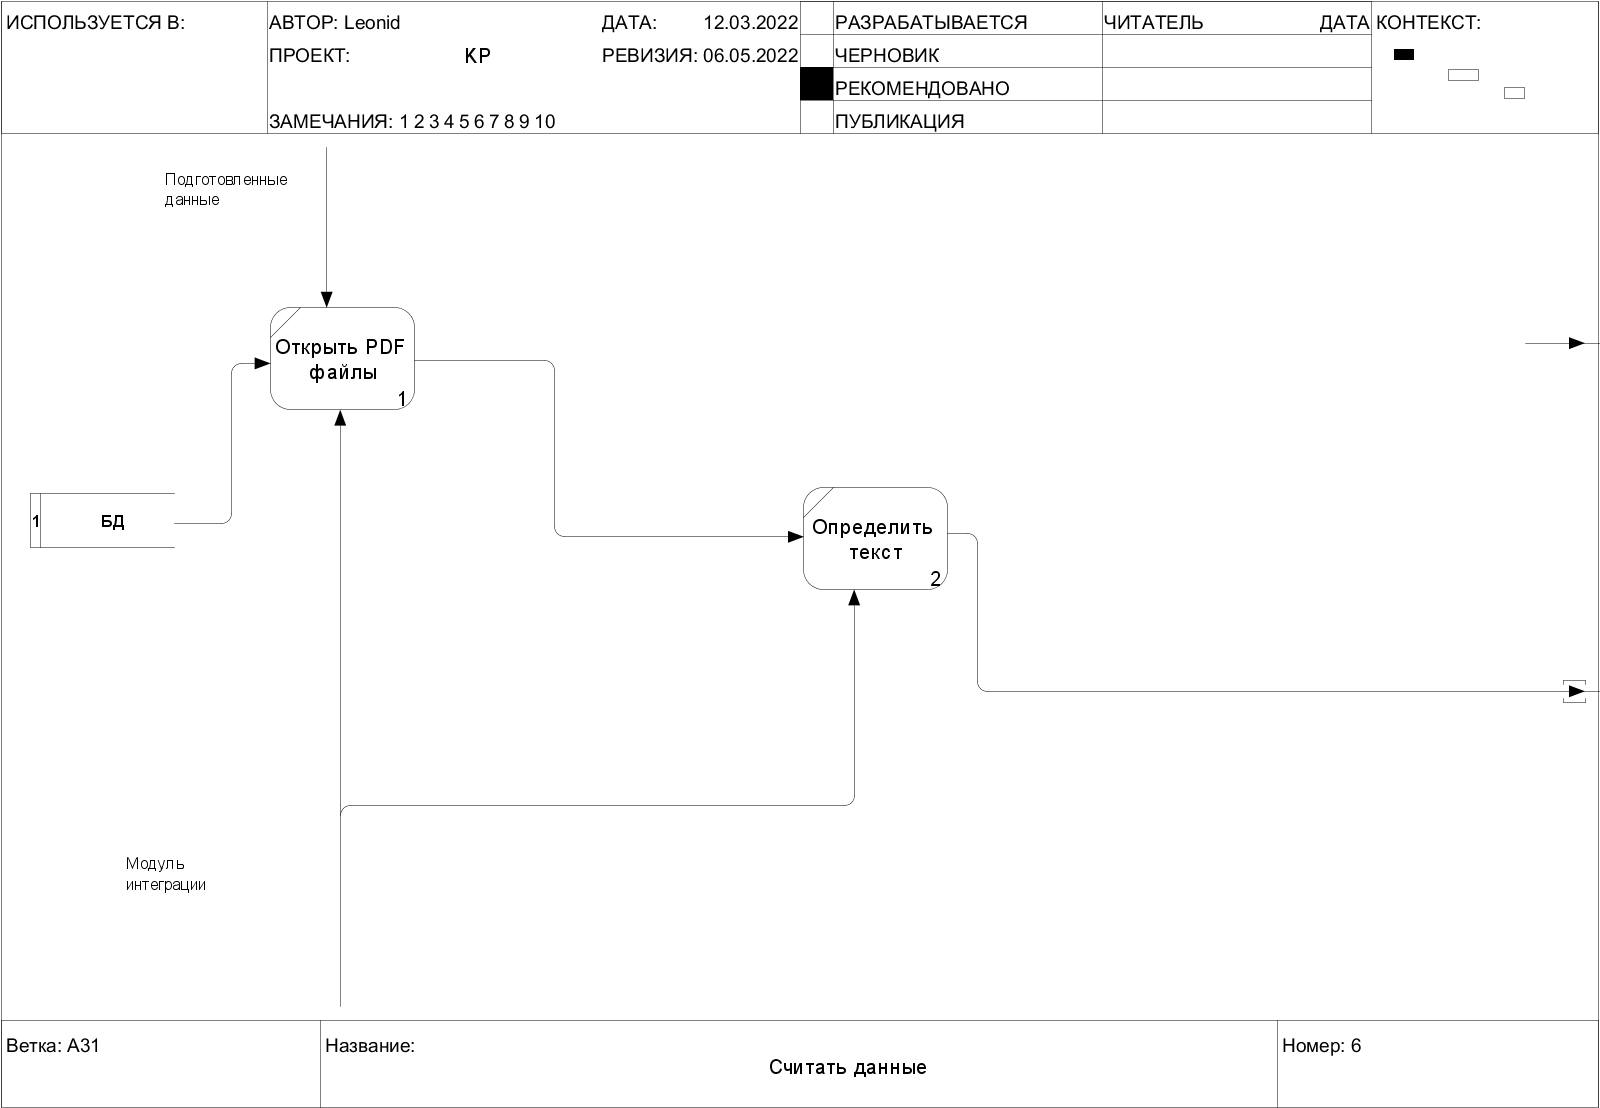 ИСПОЛЬЗУЕТСЯ В:
АВТОР: Leonid
ДАТА: 12.03.2022
РАЗРАБАТЫВАЕТСЯ
ЧИТАТЕЛЬ
ДАТА
КОНТЕКСТ:
ПРОЕКТ: КР
РЕВИЗИЯ: 06.05.2022
ЧЕРНОВИК
РЕКОМЕНДОВАНО
ЗАМЕЧАНИЯ: 1 2 3 4 5 6 7 8 9 10
ПУБЛИКАЦИЯ
Подготовленные
данные
Открыть PDF
файлы
1
1
БД
Определить
текст
2
Модуль
интеграции
Ветка: A31
Название:
Считать данные
Номер: 6